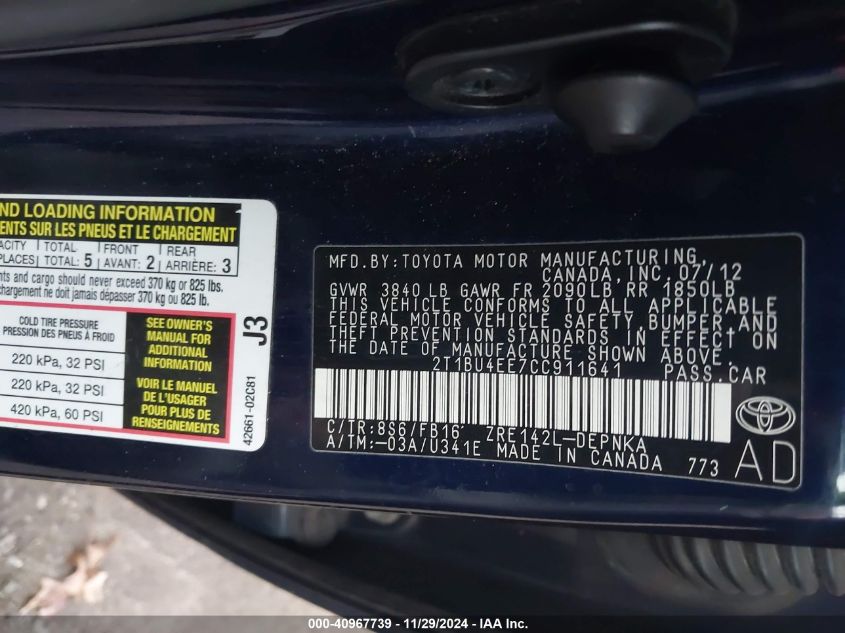 ND LOADING INFORMATION
ENTS SUR LES PNEUS ET LE CHARGEMENT
ACITY TOTAL FRONT REAR
PLACES TOTAL: 5 AVANT: 2 ARRIÈRE: 3
nts and cargo should never exceed 370 kg or 825 lbs.
chargement ne doit jamais dépasser 370 kg ou 825 lb.
COLD TIRE PRESSURE
PRESSION DES PNEUS À FROID
220 kPa, 32 PSI
220 kPa, 32 PSI
420 kPa, 60 PSI
SEE OWNER'S
MANUAL FOR
ADDITIONAL
INFORMATION
VOIR LE MANUEL
DE L'USAGER
POUR PLUS DE
RENSEIGNEMENTS
J3
42661-02C81
MFD.BY:TOYOTA MOTOR MANUFACTURING,
CANADA, INC.07/12
GVWR 3840 LB GAWR FR 2090LB,RR 1850LB
THIS VEHICLE CONFORMS TO ALL APPLICABLE
FEDERAL MOTOR VEHICLE SAFETY,BUMPER,AND
THEFT PREVENTION STANDARDS IN EFFECT ON
THE DATE OF MANUFACTURE SHOWN ABOVE.
2T1BU4EE7CC911641 PASS.CAR
C/TR:8S6/FB16 ZRE142L-DEPNKA
A/TM:-03A/U341E MADE IN CANADA 773
AD
000-40967739 - 11/29/2024 - IAA Inc.